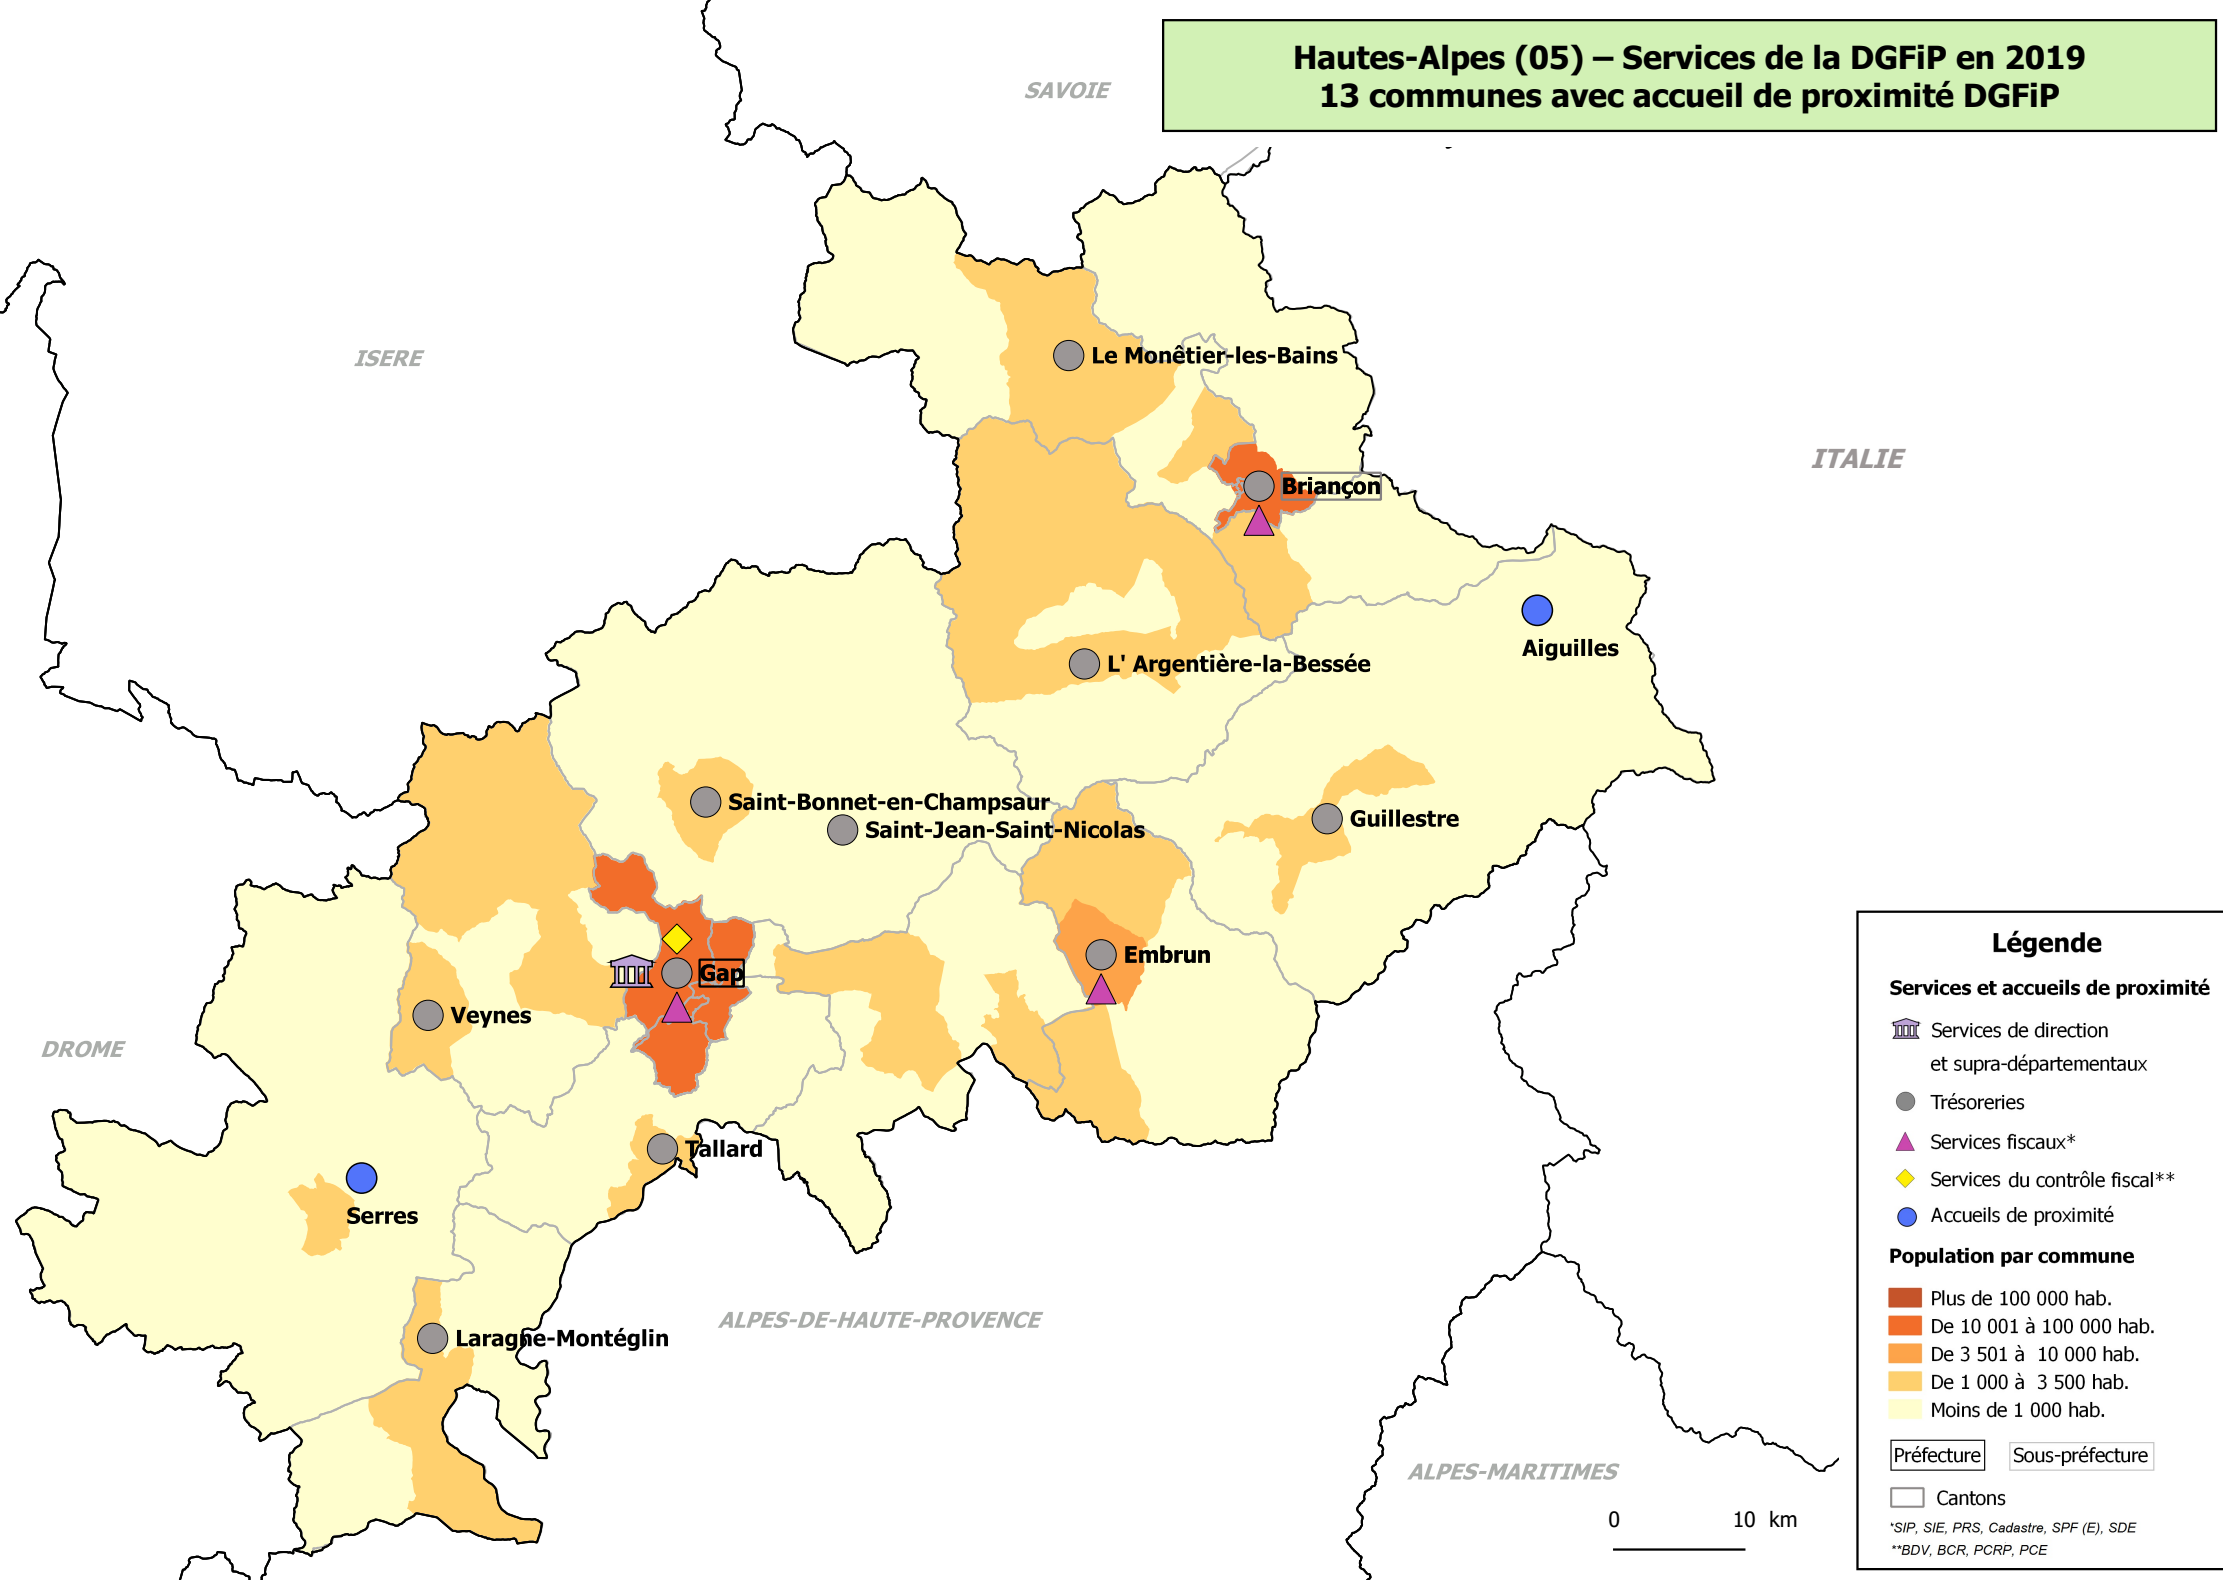 Hautes-Alpes (05) – Services de la DGFiP en 2019
13 communes avec accueil de proximité DGFiP
SAVOIE
ISERE
Le Monêtier-les-Bains
ITALIE
Briançon
Aiguilles
L' Argentière-la-Bessée
Saint-Bonnet-en-Champsaur
Saint-Jean-Saint-Nicolas
Guillestre
Embrun
Gap
Veynes
DROME
Tallard
Serres
ALPES-DE-HAUTE-PROVENCE
Laragne-Montéglin
ALPES-MARITIMES
0 10 km
Légende
Services et accueils de proximité
Services de direction
et supra-départementaux
Trésoreries
Services fiscaux*
Services du contrôle fiscal**
Accueils de proximité
Population par commune
Plus de 100 000 hab.
De 10 001 à 100 000 hab.
De 3 501 à 10 000 hab.
De 1 000 à 3 500 hab.
Moins de 1 000 hab.
Préfecture Sous-préfecture
Cantons
*SIP, SIE, PRS, Cadastre, SPF (E), SDE
**BDV, BCR, PCRP, PCE